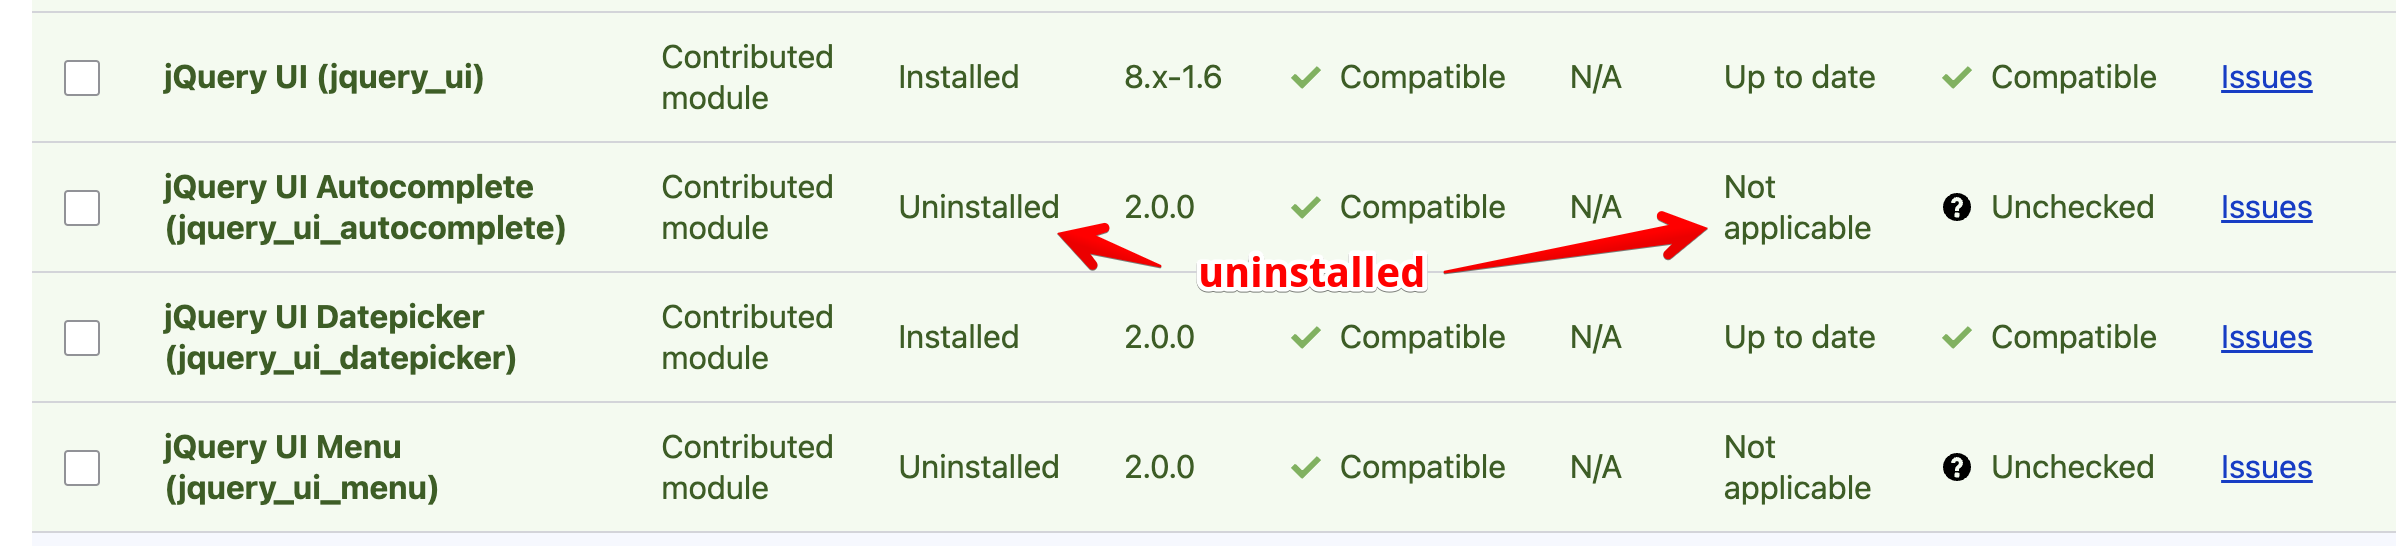 jQuery UI (jquery_ui) Contributed module Installed 8.x-1.6 Compatible N/A Up to date Compatible Issues
jQuery UI Autocomplete (jquery_ui_autocomplete) Contributed module Uninstalled 2.0.0 Compatible N/A Not applicable ? Unchecked Issues
uninstalled
jQuery UI Datepicker (jquery_ui_datepicker) Contributed module Installed 2.0.0 Compatible N/A Up to date Compatible Issues
jQuery UI Menu (jquery_ui_menu) Contributed module Uninstalled 2.0.0 Compatible N/A Not applicable ? Unchecked Issues